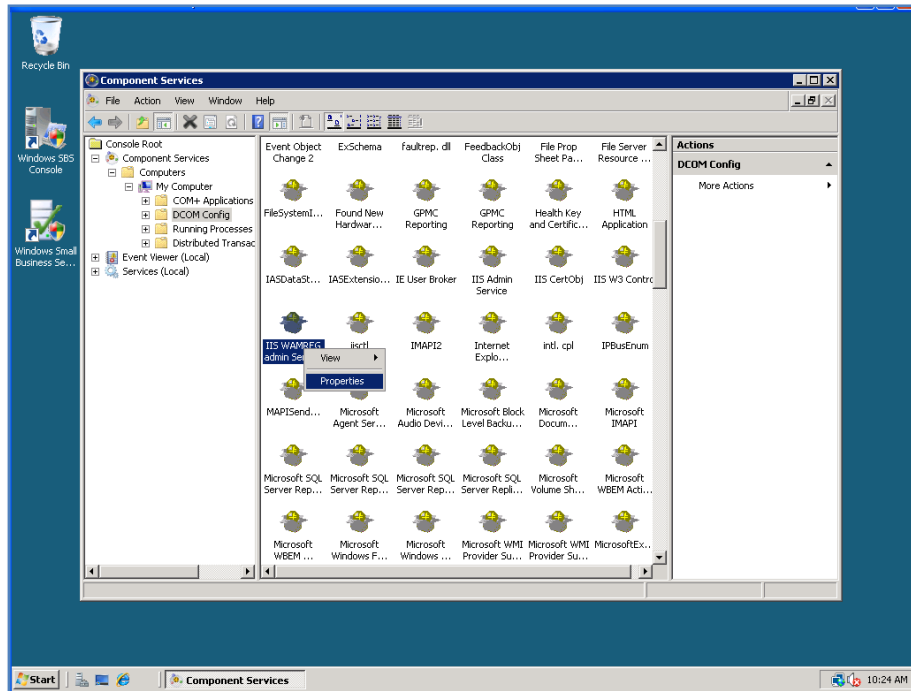 Recycle Bin
Windows SBS
Console
Windows Small
Business Se...
Component Services
File Action View Window Help
Console Root
Component Services
Computers
My Computer
COM+ Applications
DCOM Config
Running Processes
Distributed Transac
Event Viewer (Local)
Services (Local)
Event Object ExSchema faultrep. dll FeedbackObj File Prop File Server
Change 2 Class Sheet Pa... Resource ...
FileSystemI... Found New GPMC GPMC Health Key HTML
Hardwar... Reporting Reporting and Certific... Application
IASDataSt... IASExtensio... IE User Broker IIS Admin IIS CertObj IIS W3 Contro
Service
IIS WAMREG iisctl IMAPI2 Internet intl. cpl IPBusEnum
admin Se Explo...
View
Properties
MAPISend... Microsoft Microsoft Microsoft Block Microsoft Microsoft
Agent Ser... Audio Devi... Level Backu... Docum... IMAPI
Microsoft SQL Microsoft SQL Microsoft SQL Microsoft SQL Microsoft Microsoft
Server Rep... Server Rep... Server Rep... Server Repli... Volume Sh... WBEM Acti...
Microsoft Microsoft Microsoft Microsoft WMI Microsoft WMI MicrosoftEx..
WBEM ... Windows F... Windows ... Provider Su... Provider Su...
Actions
DCOM Config
More Actions
Start
Component Services
10:24 AM